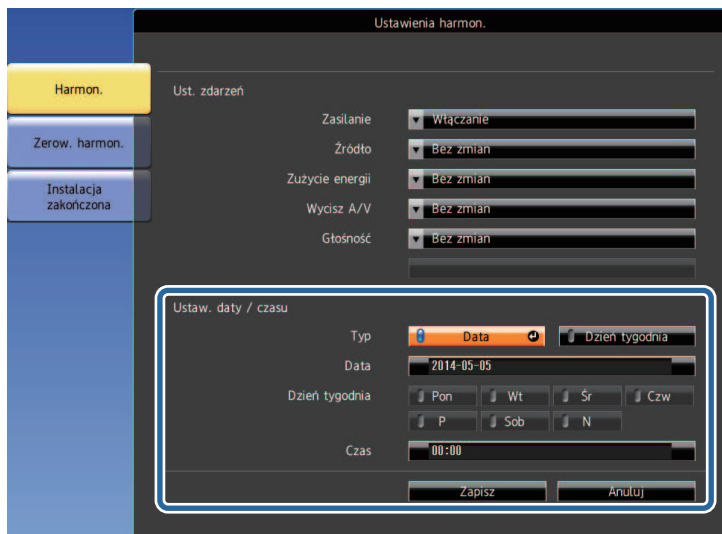 Ustawienia harmon.
Harmon.
Zerow. harmon.
Instalacja
zakończona
Ust. zdarzeń
Zasilanie Włączanie
Źródło Bez zmian
Zużycie energii Bez zmian
Wycisz A/V Bez zmian
Głośność Bez zmian
Ustaw. daty / czasu
Typ Data Dzień tygodnia
Data 2014-05-05
Dzień tygodnia Pon Wt Śr Czw
P Sob N
Czas 00:00
Zapisz Anuluj